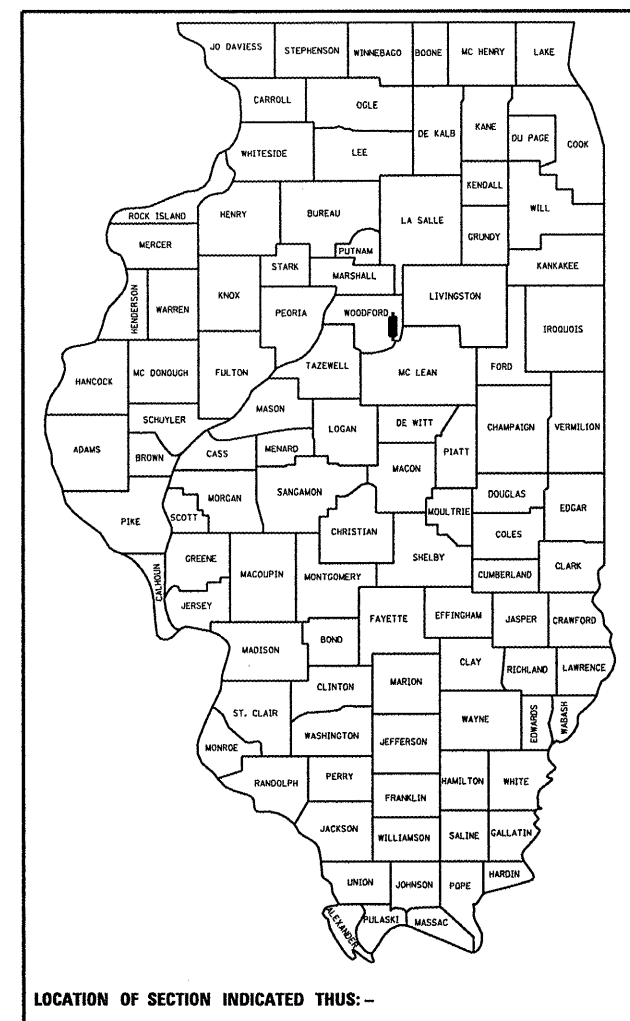 JO DAVIESS STEPHENSON WINNEBAGO BOONE MC HENRY LAKE
CARROLL OGLE DE KALB KANE DU PAGE COOK
WHITESIDE LEE
KENDALL
ROCK ISLAND HENRY BUREAU LA SALLE WILL
MERCER GRUNDY
PUTNAM
STARK MARSHALL KANKAKEE
HENDERSON WARREN KNOX PEORIA WOODFORD LIVINGSTON IROQUOIS
HANCOCK MC DONOUGH FULTON TAZEWELL MC LEAN FORD
SCHUYLER MASON LOGAN DE WITT CHAMPAIGN VERMILION
ADAMS BROWN CASS MENARD PIATT
MACON
PIKE SCOTT MORGAN SANGAMON MOULTRIE DOUGLAS EDGAR
CHRISTIAN COLES
CALHOUN GREENE MACOUPIN MONTGOMERY SHELBY CUMBERLAND CLARK
JERSEY FAYETTE EFFINGHAM JASPER CRAWFORD
MADISON BOND
CLAY RICHLAND LAWRENCE
CLINTON MARION
ST. CLAIR WAYNE EDWARDS WABASH
MONROE WASHINGTON JEFFERSON
RANDOLPH PERRY HAMILTON WHITE
FRANKLIN
JACKSON WILLIAMSON SALINE GALLATIN
UNION JOHNSON POPE HARDIN
ALEXANDER PULASKI MASSAC
LOCATION OF SECTION INDICATED THUS: –